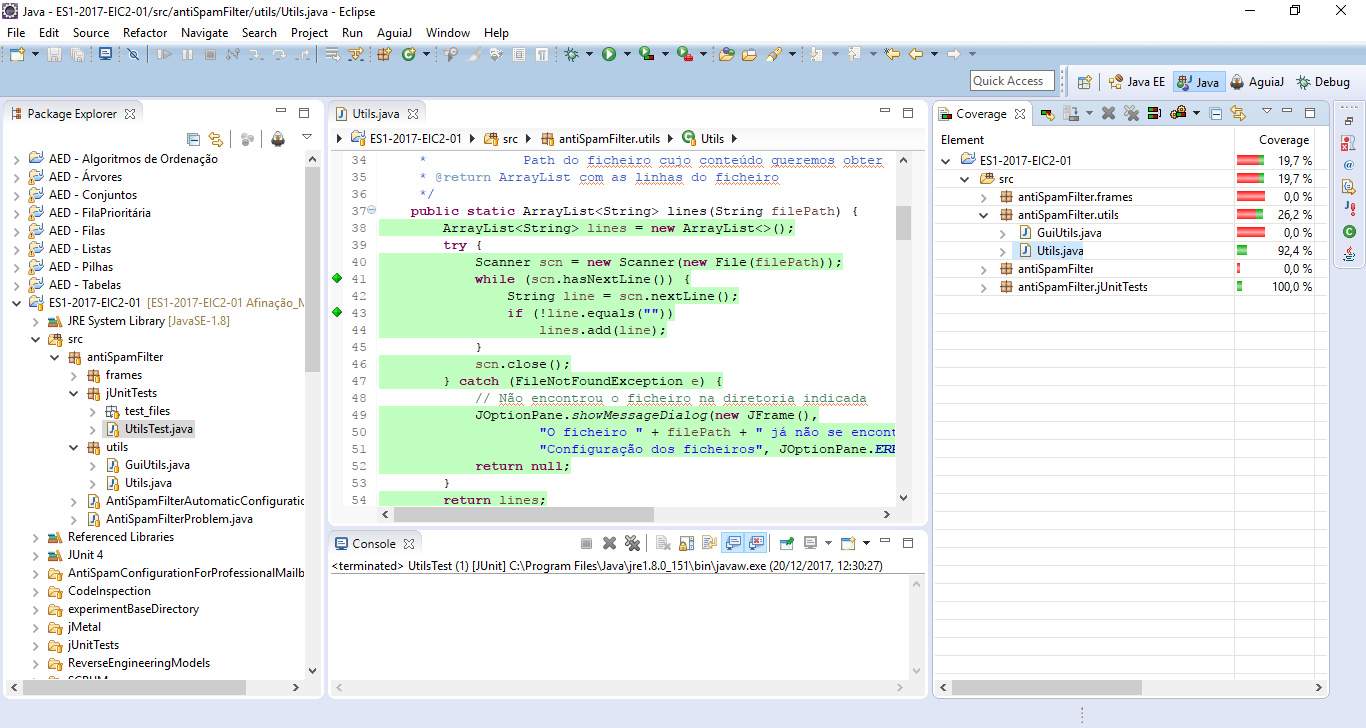 Java - ES1-2017-EIC2-01/src/antiSpamFilter/utils/Utils.java - Eclipse
File Edit Source Refactor Navigate Search Project Run AguiaJ Window Help
Quick Access
Java EE Java AguiaJ Debug
Package Explorer
AED - Algoritmos de Ordenação
AED - Árvores
AED - Conjuntos
AED - FilaPrioritária
AED - Filas
AED - Listas
AED - Pilhas
AED - Tabelas
ES1-2017-EIC2-01 [ES1-2017-EIC2-01 Afinação_M
JRE System Library [JavaSE-1.8]
src
antiSpamFilter
frames
jUnitTests
test_files
UtilsTest.java
utils
GuiUtils.java
Utils.java
AntiSpamFilterAutomaticConfiguratic
AntiSpamFilterProblem.java
Referenced Libraries
JUnit 4
AntiSpamConfigurationForProfessionalMailb
CodeInspection
experimentBaseDirectory
jMetal
jUnitTests
ReverseEngineeringModels
Utils.java
ES1-2017-EIC2-01 src antiSpamFilter.utils Utils
34 * Path do ficheiro cujo conteúdo queremos obter
35 * @return ArrayList com as linhas do ficheiro
36 */
37 public static ArrayList<String> lines(String filePath) {
38 ArrayList<String> lines = new ArrayList<>();
39 try {
40 Scanner scn = new Scanner(new File(filePath));
41 while (scn.hasNextLine()) {
42 String line = scn.nextLine();
43 if (!line.equals(""))
44 lines.add(line);
45 }
46 scn.close();
47 } catch (FileNotFoundException e) {
48 // Não encontrou o ficheiro na diretoria indicada
49 JOptionPane.showMessageDialog(new JFrame(),
50 "O ficheiro " + filePath + " já não se encont
51 "Configuração dos ficheiros", JOptionPane.ERR
52 return null;
53 }
54 return lines;
Console
<terminated> UtilsTest (1) [JUnit] C:\Program Files\Java\jre1.8.0_151\bin\javaw.exe (20/12/2017, 12:30:27)
Coverage
Element Coverage
ES1-2017-EIC2-01 19,7 %
src 19,7 %
antiSpamFilter.frames 0,0 %
antiSpamFilter.utils 26,2 %
GuiUtils.java 0,0 %
Utils.java 92,4 %
antiSpamFilter 0,0 %
antiSpamFilter.jUnitTests 100,0 %